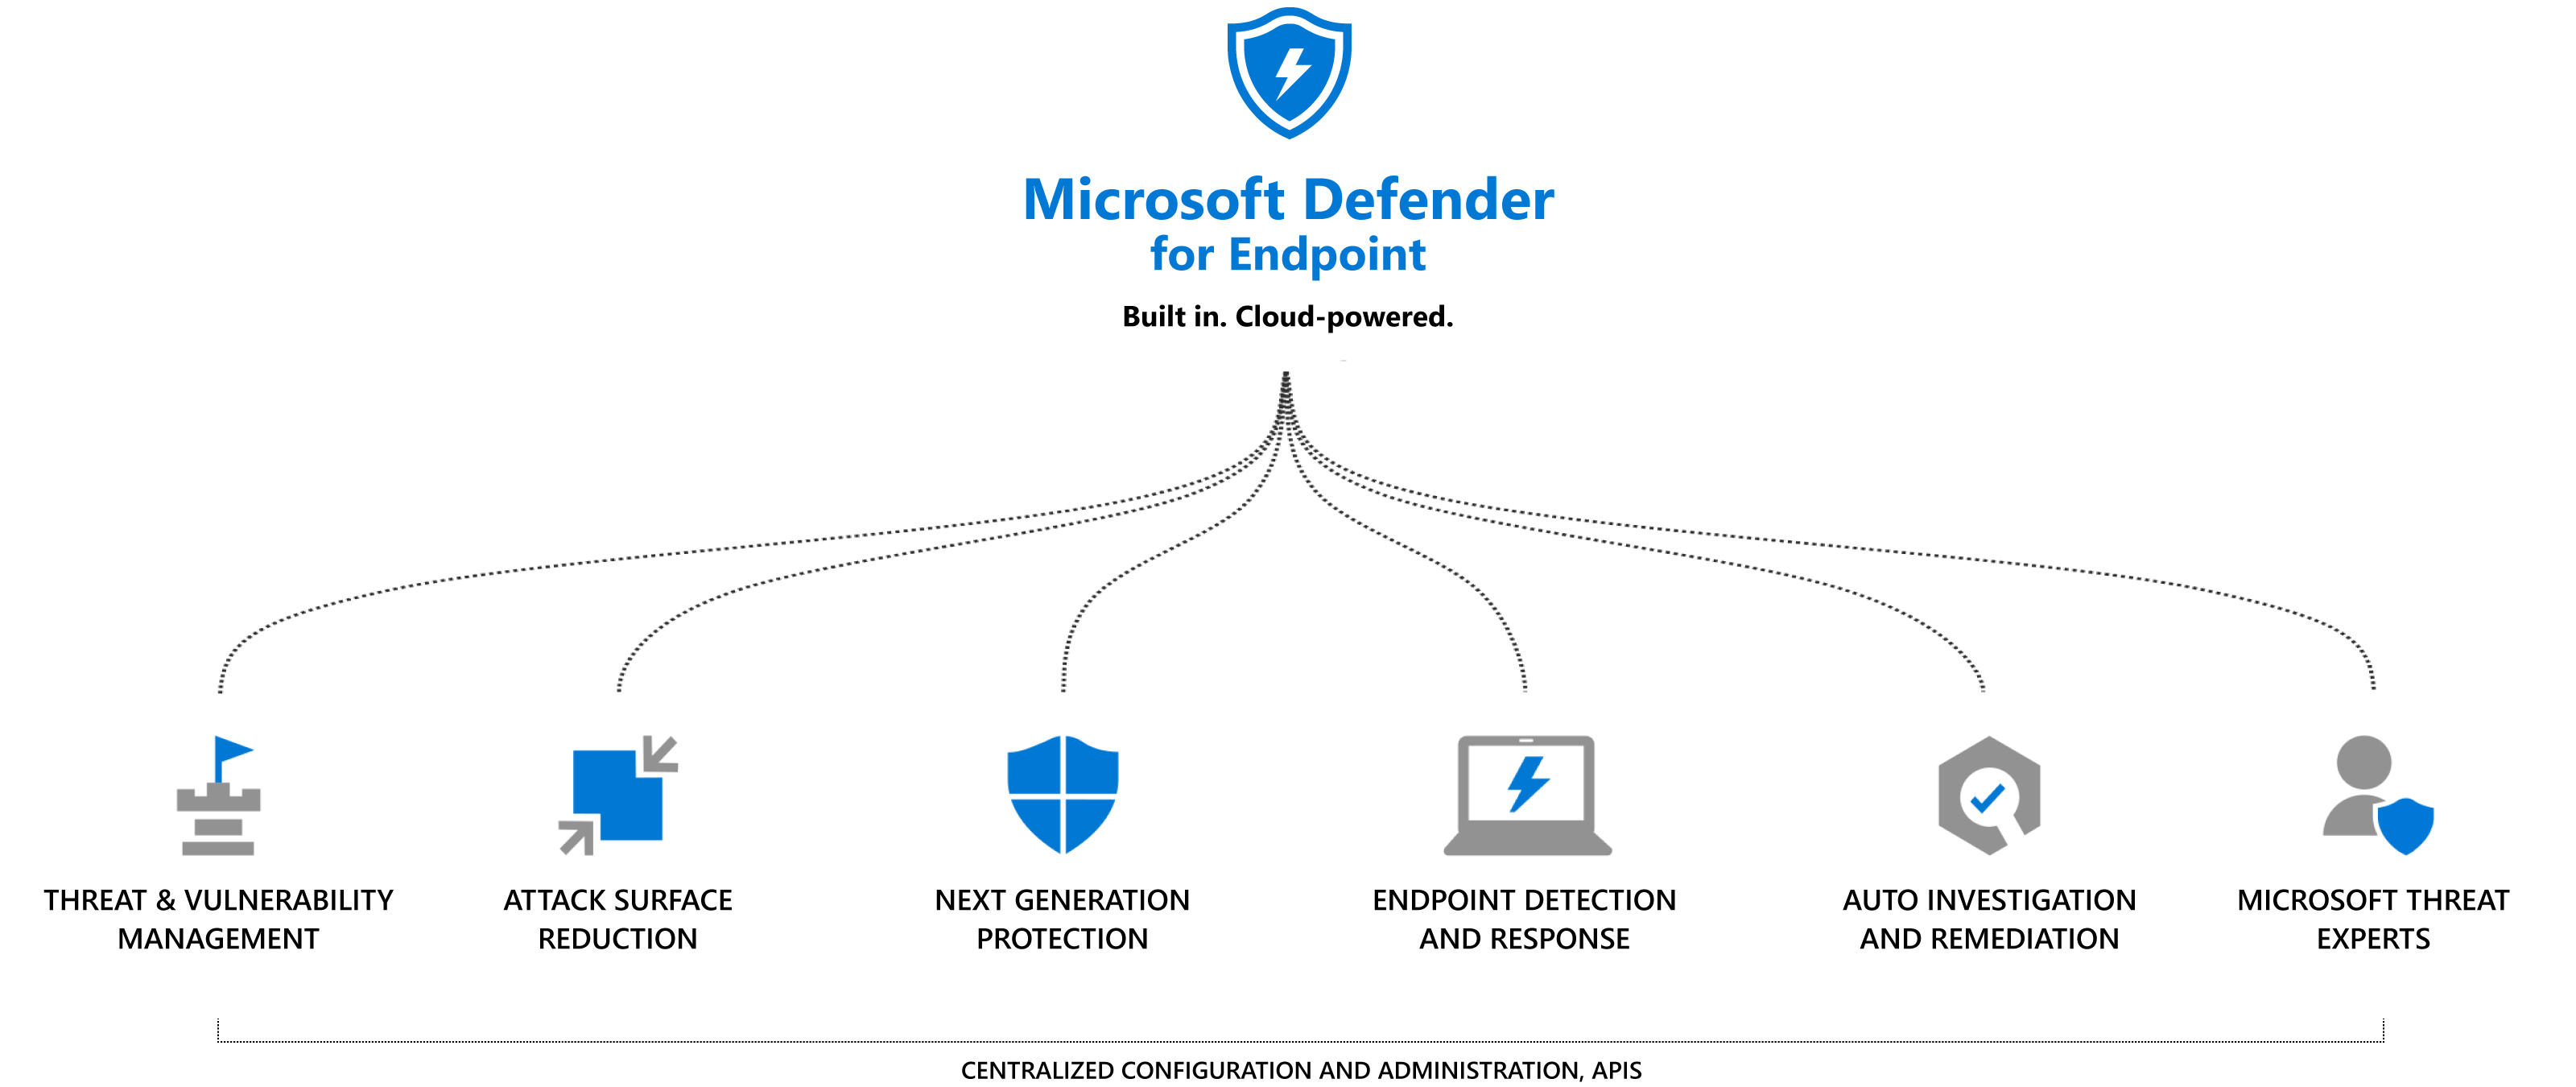 Microsoft Defender
for Endpoint
Built in. Cloud-powered.
THREAT & VULNERABILITY
MANAGEMENT
ATTACK SURFACE
REDUCTION
NEXT GENERATION
PROTECTION
ENDPOINT DETECTION
AND RESPONSE
AUTO INVESTIGATION
AND REMEDIATION
MICROSOFT THREAT
EXPERTS
CENTRALIZED CONFIGURATION AND ADMINISTRATION, APIS